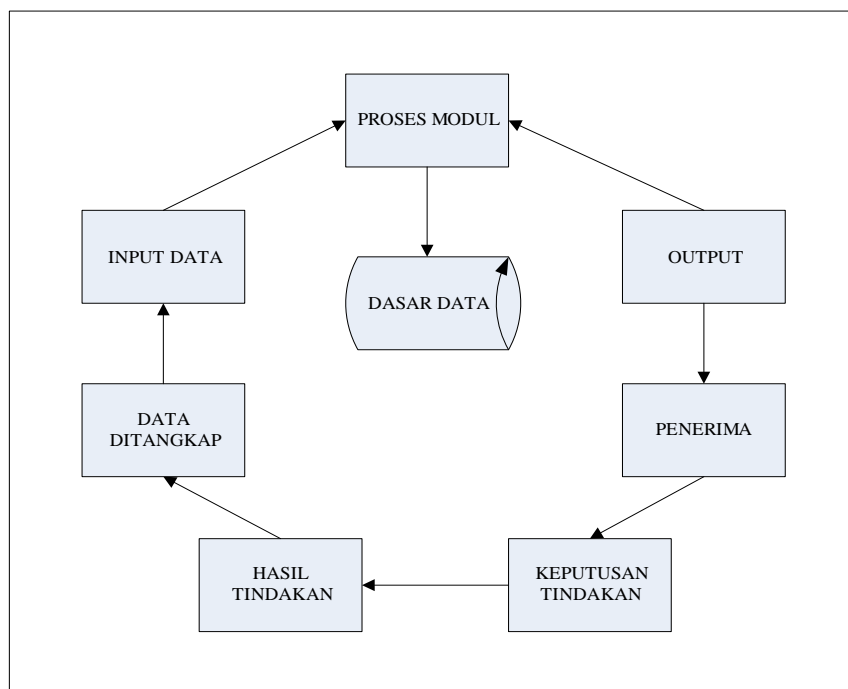 PROSES MODUL
INPUT DATA
OUTPUT
DASAR DATA
DATA
DITANGKAP
PENERIMA
HASIL
TINDAKAN
KEPUTUSAN
TINDAKAN